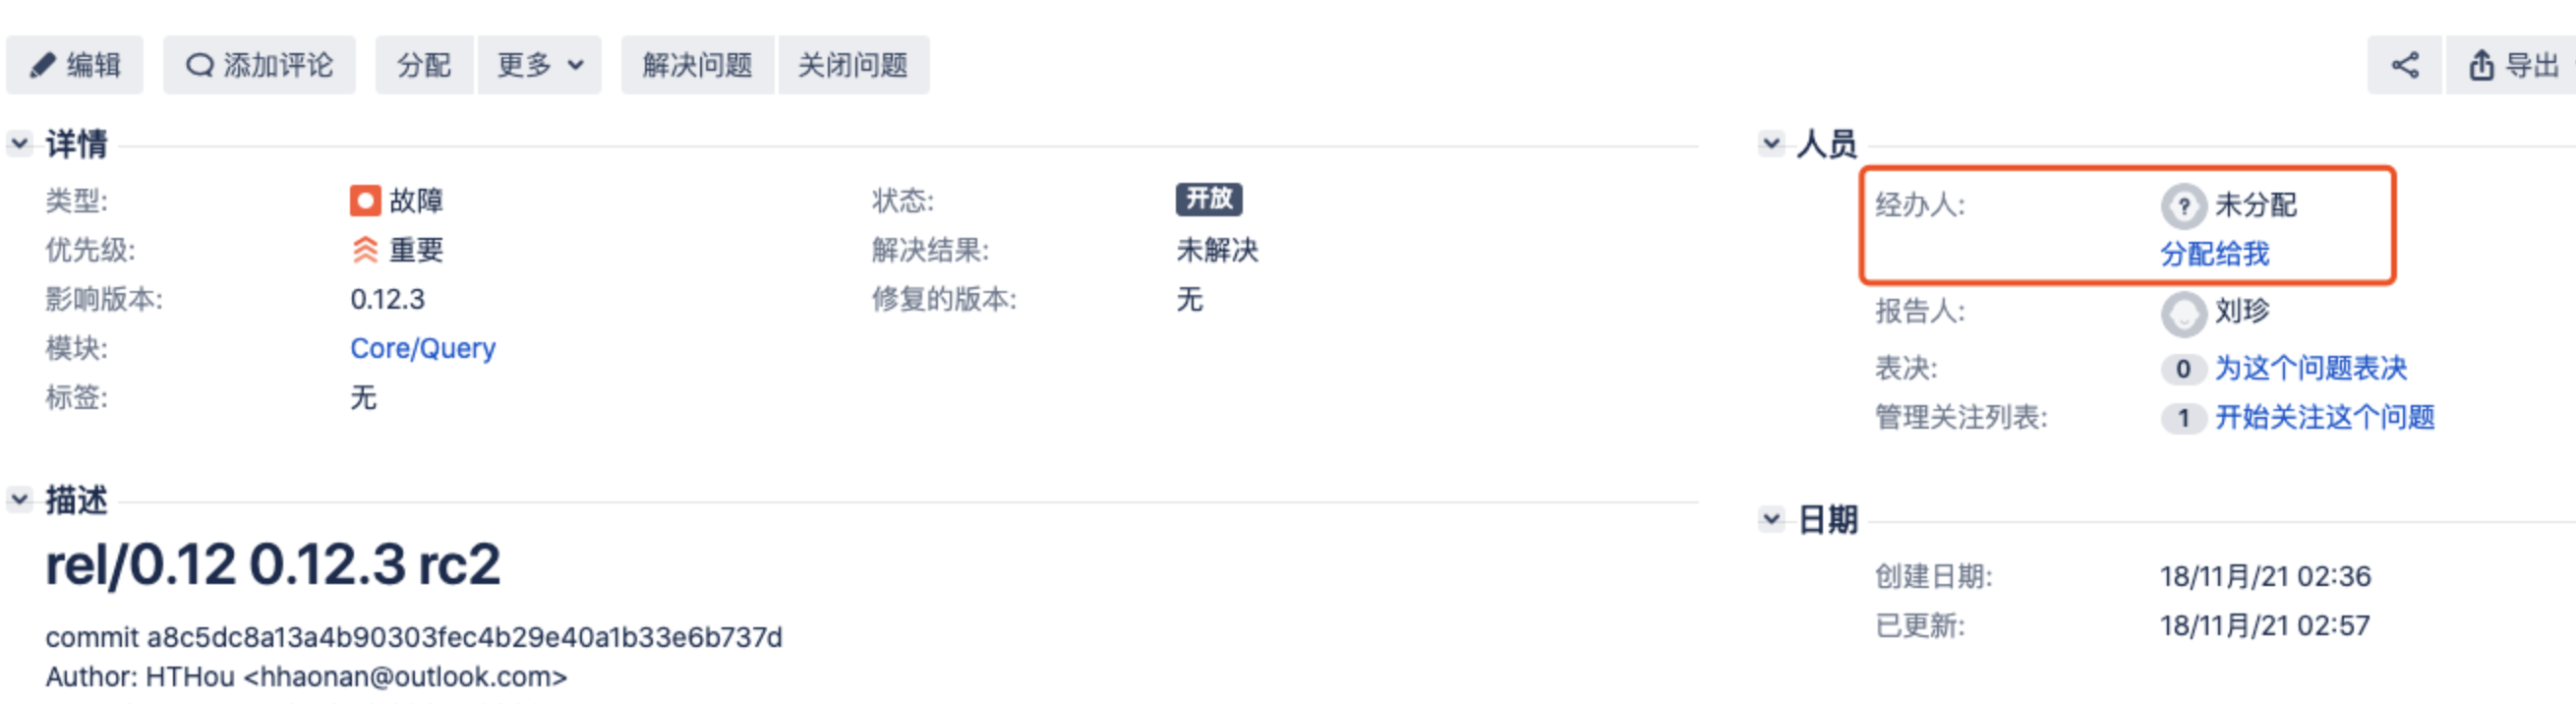 编辑 添加评论 分配 更多 解决问题 关闭问题 导出
详情
类型: 故障 状态: 开放
优先级: 重要 解决结果: 未解决
影响版本: 0.12.3 修复的版本: 无
模块: Core/Query
标签: 无
描述
rel/0.12 0.12.3 rc2
commit a8c5dc8a13a4b90303fec4b29e40a1b33e6b737d
Author: HTHou <hhaonan@outlook.com>
人员
经办人: ? 未分配
分配给我
报告人: 刘珍
表决: 0 为这个问题表决
管理关注列表: 1 开始关注这个问题
日期
创建日期: 18/11月/21 02:36
已更新: 18/11月/21 02:57